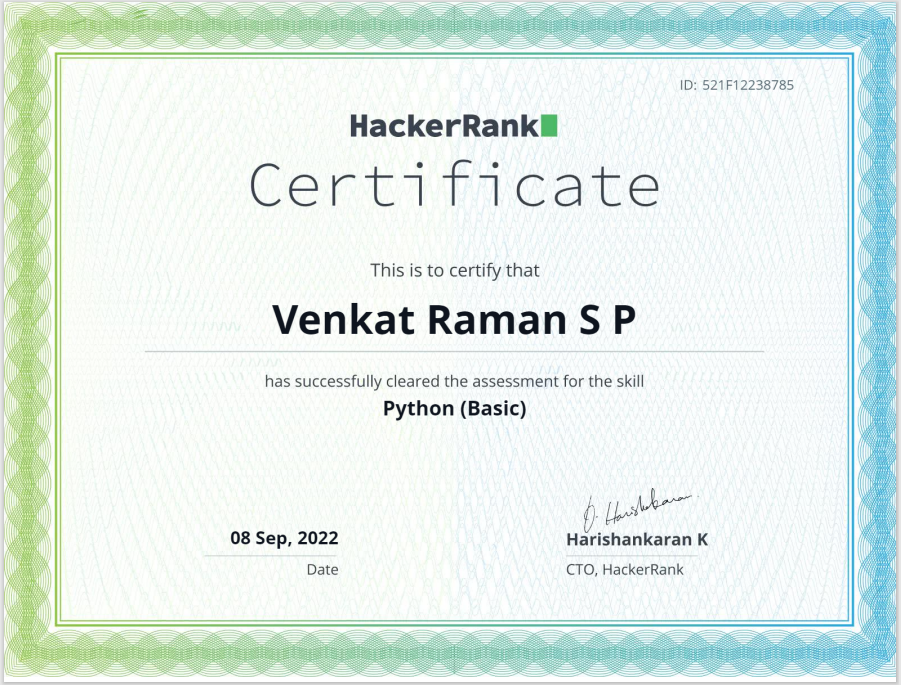 ID: 521F12238785
HackerRank
Certificate
This is to certify that
Venkat Raman S P
has successfully cleared the assessment for the skill
Python (Basic)
08 Sep, 2022
Date
Harishankaran K
CTO, HackerRank